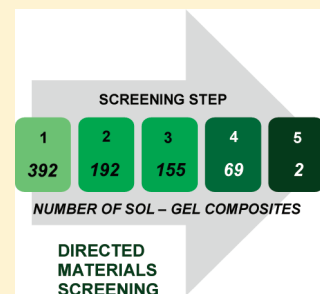 SCREENING STEP
1 2 3 4 5
392 192 155 69 2
NUMBER OF SOL – GEL COMPOSITES
DIRECTED
MATERIALS
SCREENING